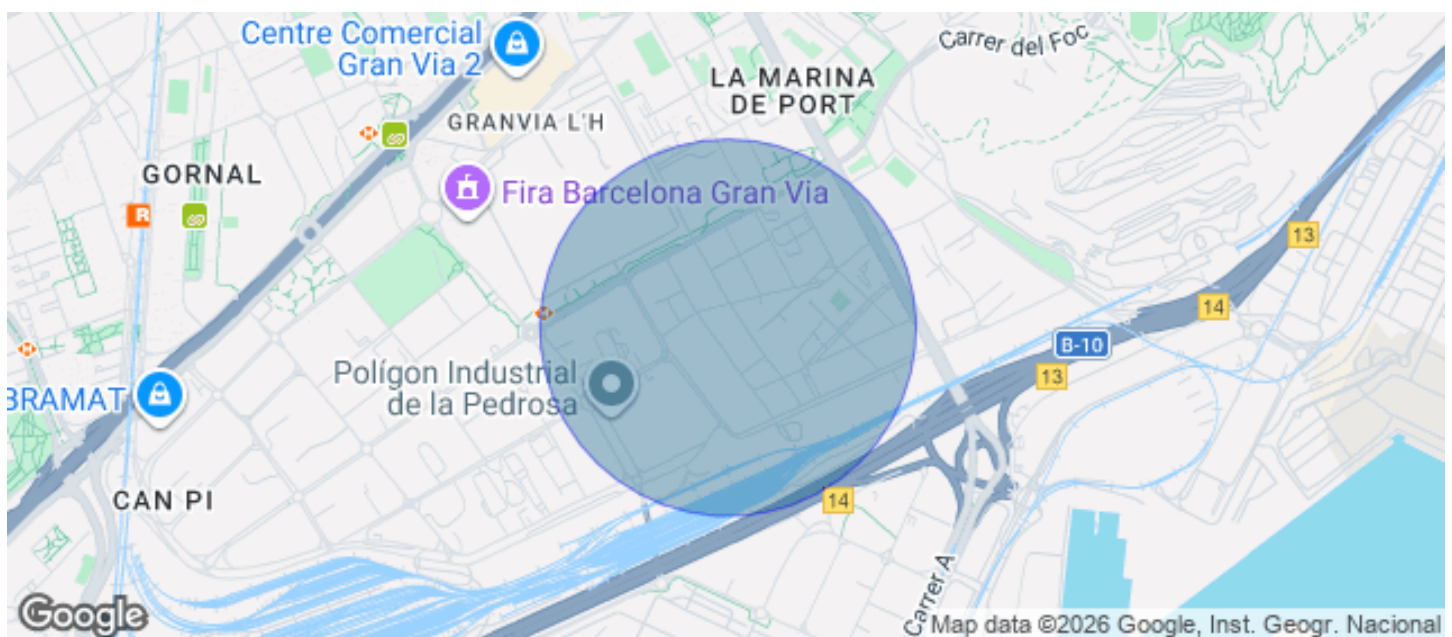 Centre Comercial
Gran Via 2
Carrer del Foc
LA MARINA
DE PORT
GRANVIA L'H
GORNAL
R
Fira Barcelona Gran Via
13
14
B-10
13
Polígon Industrial
de la Pedrosa
BRAMAT
CAN PI
14
Carrer A
Google
Map data ©2026 Google, Inst. Geogr. Nacional